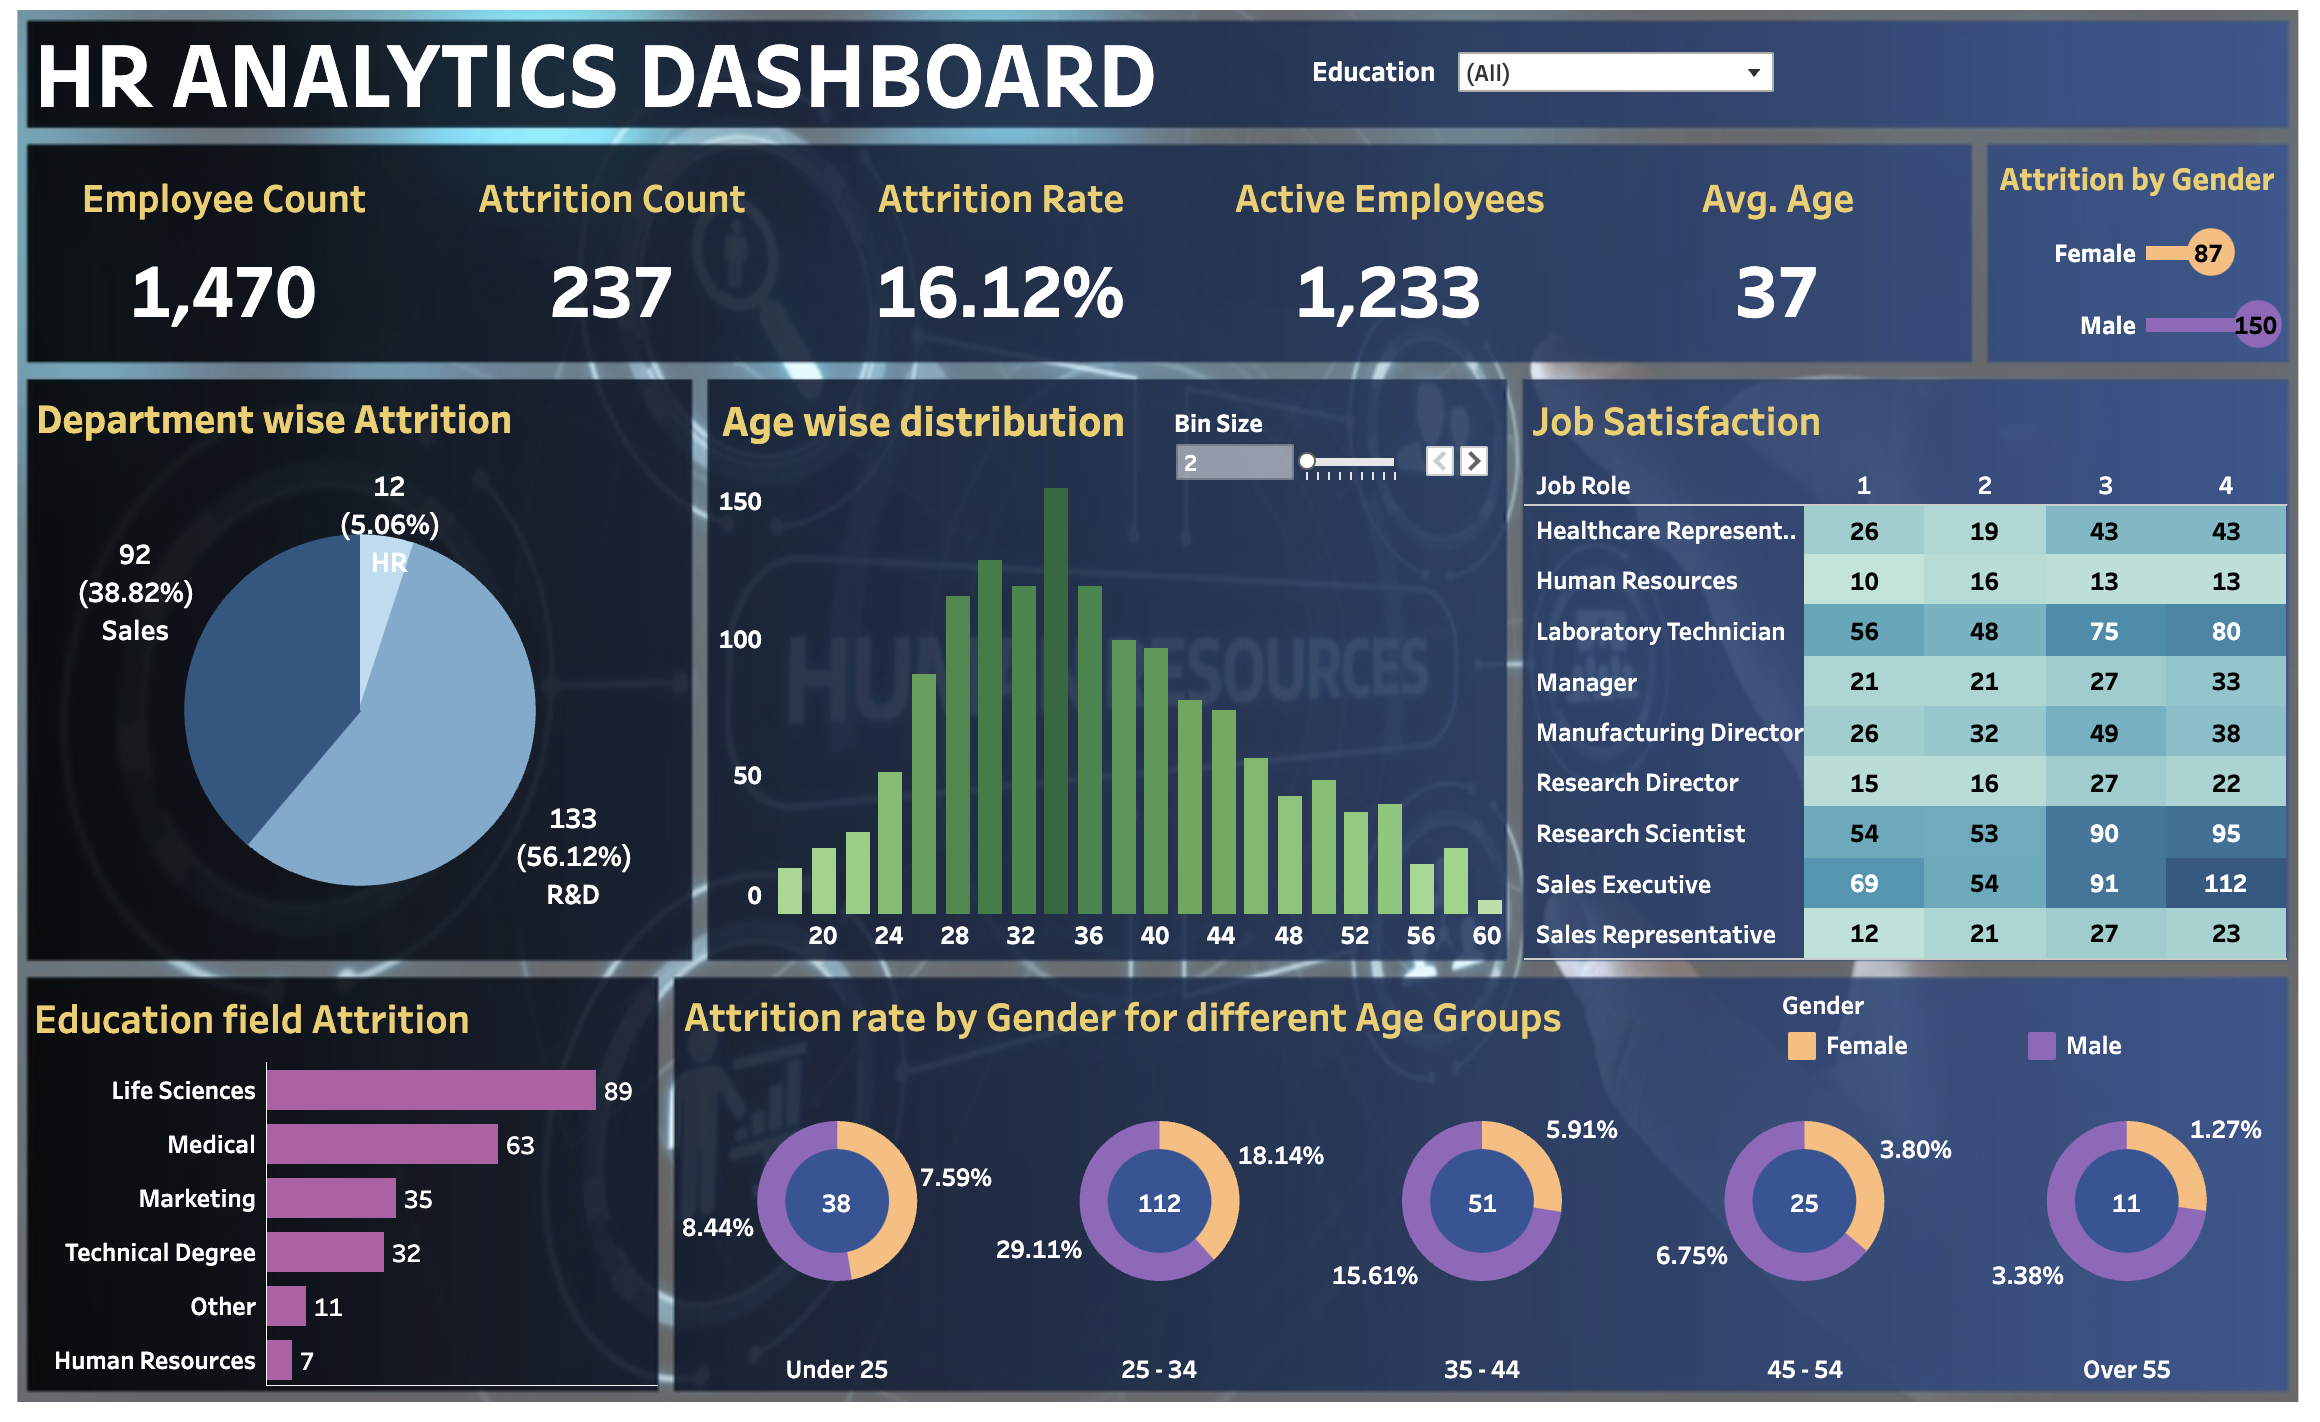 HR ANALYTICS DASHBOARD
Education (All)
Employee Count Attrition Count Attrition Rate Active Employees Avg. Age
1,470 237 16.12% 1,233 37
Attrition by Gender
Female 87
Male 150
Department wise Attrition
12
(5.06%)
HR
92
(38.82%)
Sales
133
(56.12%)
R&D
Age wise distribution
Bin Size
2
150
100
50
0
20 24 28 32 36 40 44 48 52 56 60
HUMAN RESOURCES
Job Satisfaction
Job Role 1 2 3 4
Healthcare Represent.. 26 19 43 43
Human Resources 10 16 13 13
Laboratory Technician 56 48 75 80
Manager 21 21 27 33
Manufacturing Director 26 32 49 38
Research Director 15 16 27 22
Research Scientist 54 53 90 95
Sales Executive 69 54 91 112
Sales Representative 12 21 27 23
Education field Attrition
Life Sciences 89
Medical 63
Marketing 35
Technical Degree 32
Other 11
Human Resources 7
Attrition rate by Gender for different Age Groups
Gender
Female Male
38 7.59% 8.44%
112 18.14% 29.11%
51 5.91% 15.61%
25 3.80% 6.75%
11 1.27% 3.38%
Under 25 25 - 34 35 - 44 45 - 54 Over 55